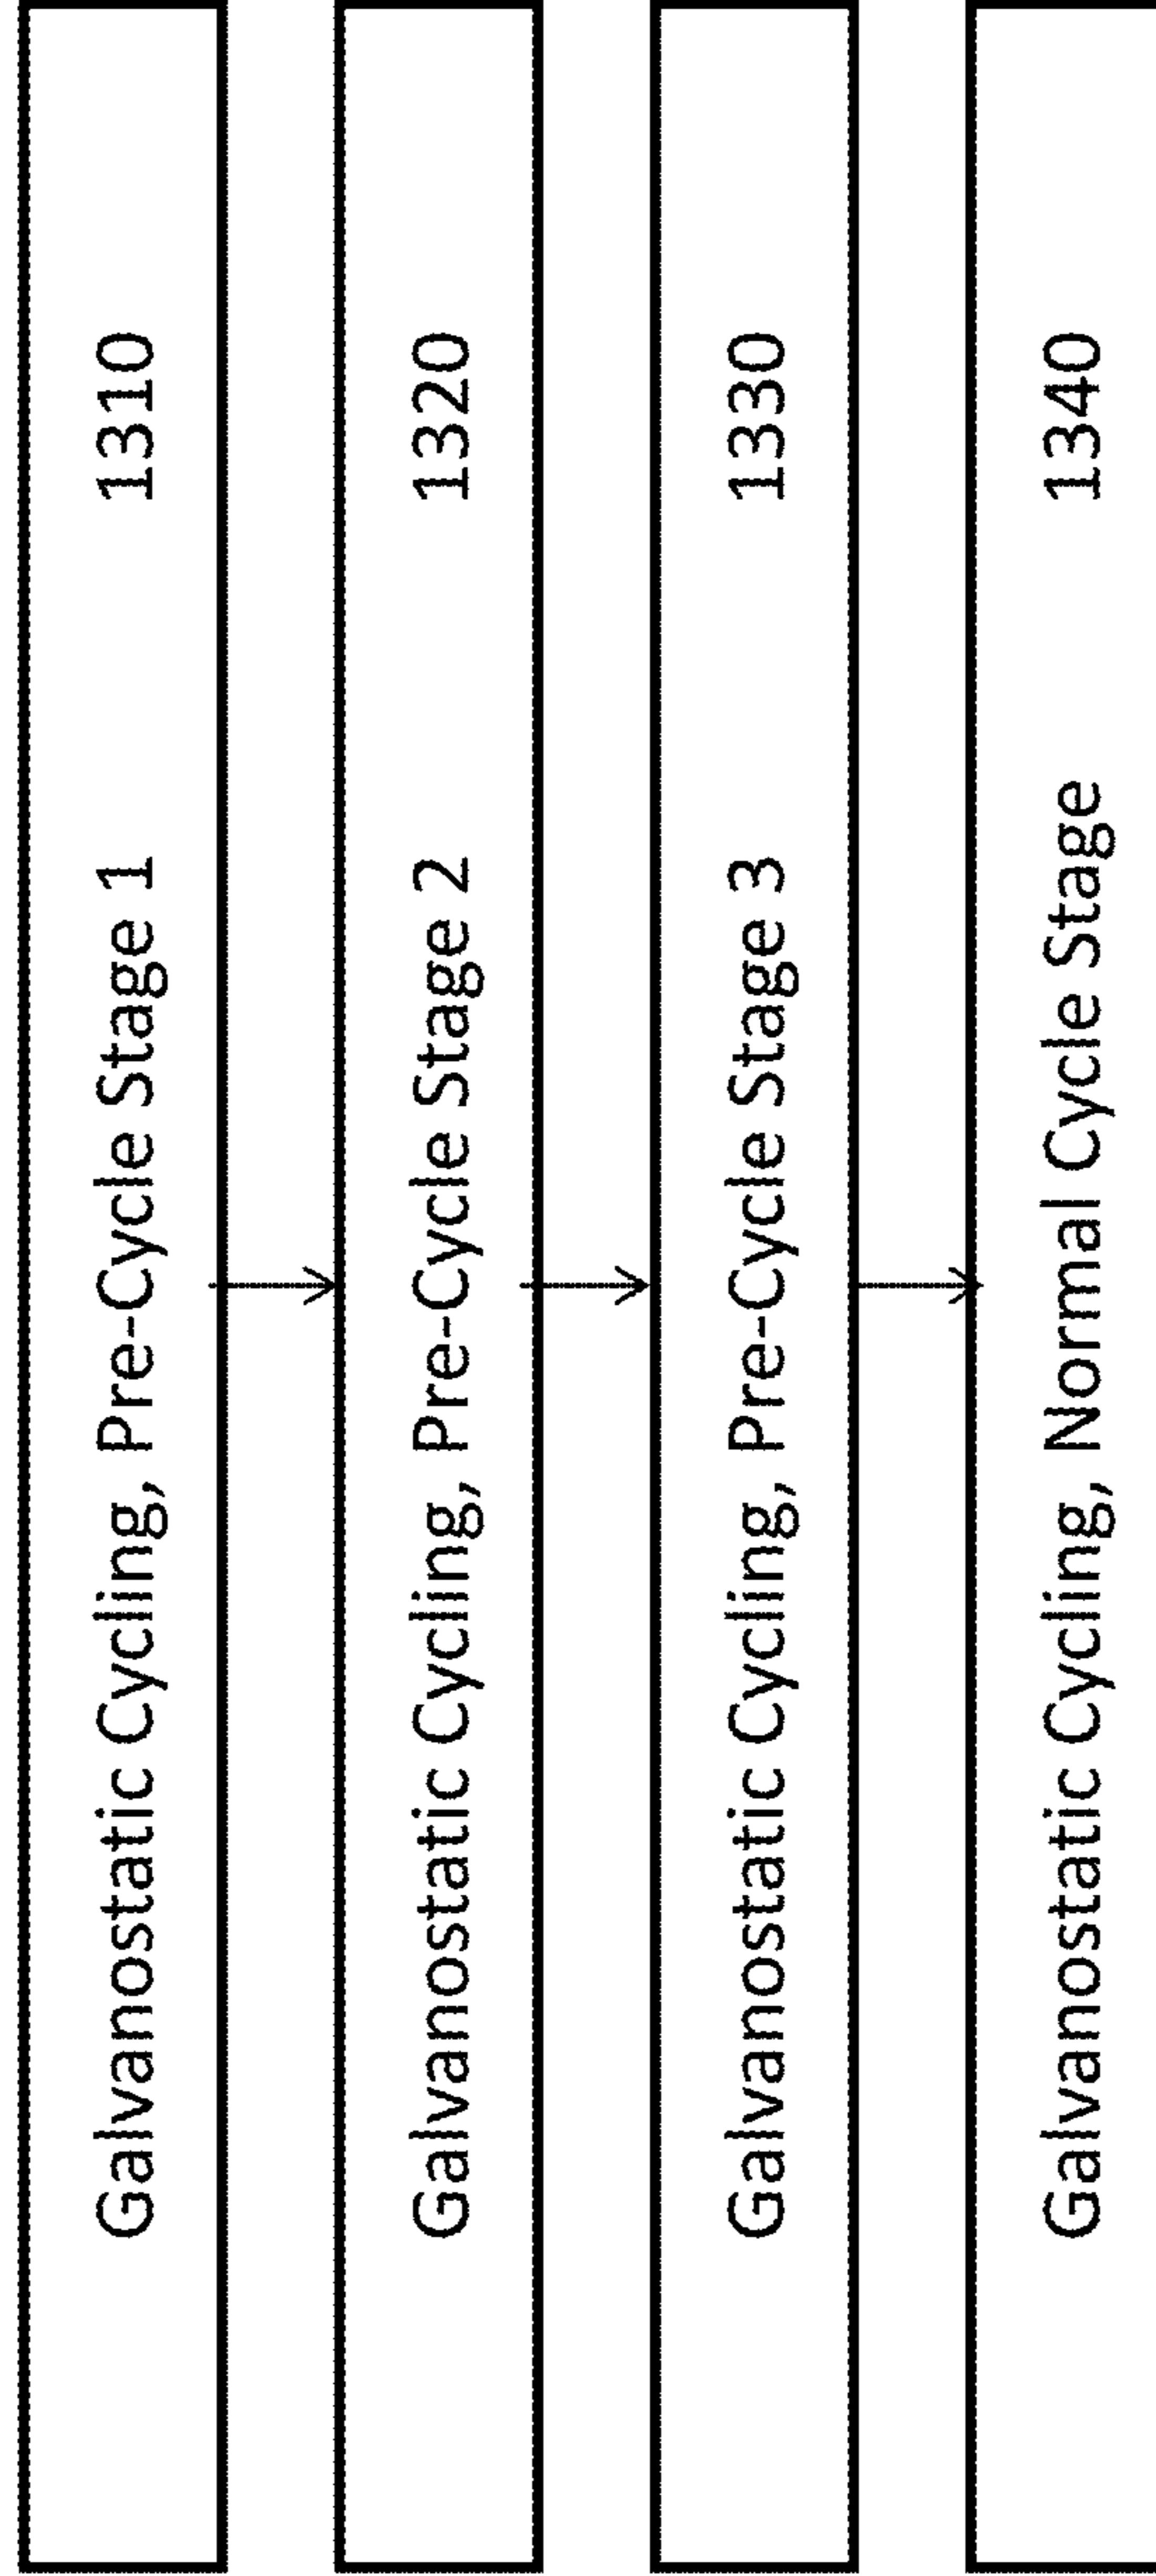 Galvanostatic Cycling, Pre-Cycle Stage 1 1310
Galvanostatic Cycling, Pre-Cycle Stage 2 1320
Galvanostatic Cycling, Pre-Cycle Stage 3 1330
Galvanostatic Cycling, Normal Cycle Stage 1340